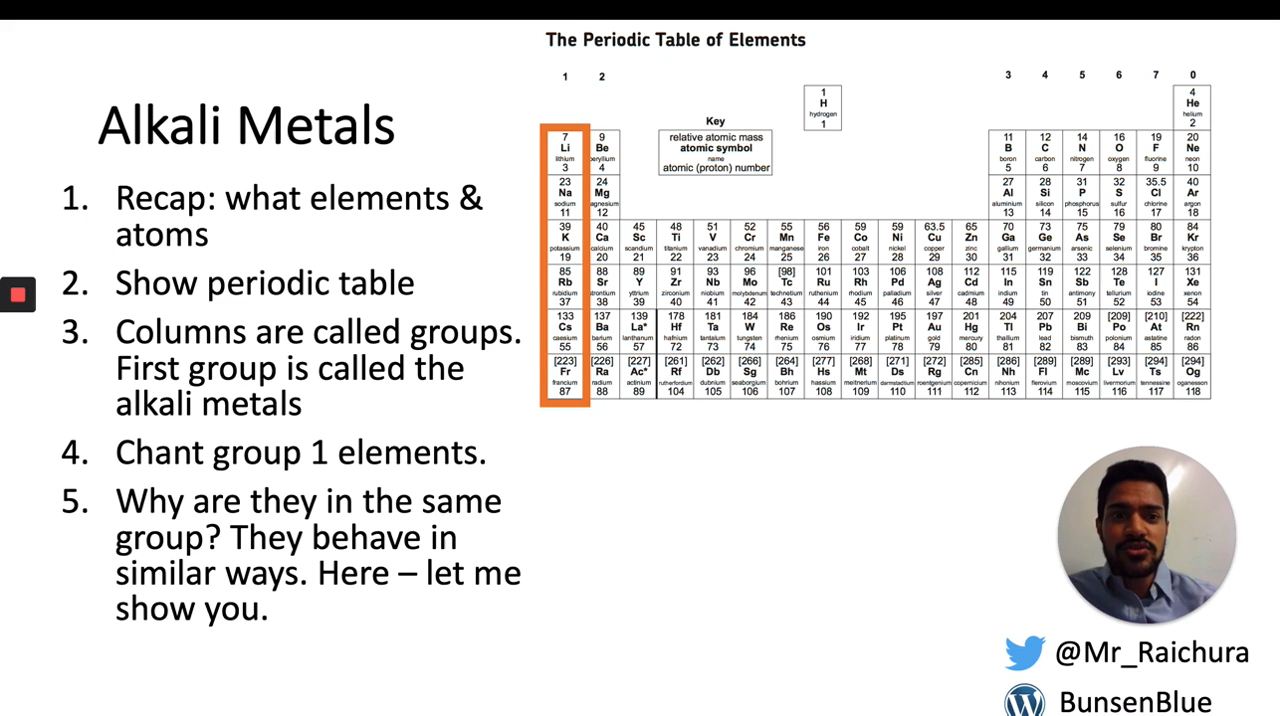 The Periodic Table of Elements
Alkali Metals
1. Recap: what elements &
atoms
2. Show periodic table
3. Columns are called groups.
First group is called the
alkali metals
4. Chant group 1 elements.
5. Why are they in the same
group? They behave in
similar ways. Here – let me
show you.
1 2 3 4 5 6 7 0
1 4
H He
hydrogen helium
1 2
Key
relative atomic mass
atomic symbol
name
atomic (proton) number
7 9 11 12 14 16 19 20
Li Be B C N O F Ne
lithium beryllium boron carbon nitrogen oxygen fluorine neon
3 4 5 6 7 8 9 10
23 24 27 28 31 32 35.5 40
Na Mg Al Si P S Cl Ar
sodium agnesium aluminium silicon phosphorus sulfur chlorine argon
11 12 13 14 15 16 17 18
39 40 45 48 51 52 55 56 59 59 63.5 65 70 73 75 79 80 84
K Ca Sc Ti V Cr Mn Fe Co Ni Cu Zn Ga Ge As Se Br Kr
potassium calcium scandium titanium vanadium chromium manganese iron cobalt nickel copper zinc gallium germanium arsenic selenium bromine krypton
19 20 21 22 23 24 25 26 27 28 29 30 31 32 33 34 35 36
85 88 89 91 93 96 [98] 101 103 106 108 112 115 119 122 128 127 131
Rb Sr Y Zr Nb Mo Tc Ru Rh Pd Ag Cd In Sn Sb Te I Xe
rubidium strontium yttrium zirconium niobium molybdenum technetium ruthenium rhodium palladium silver cadmium indium tin antimony tellurium iodine xenon
37 38 39 40 41 42 43 44 45 46 47 48 49 50 51 52 53 54
133 137 139 178 181 184 186 190 192 195 197 201 204 207 209 [209] [210] [222]
Cs Ba La* Hf Ta W Re Os Ir Pt Au Hg Tl Pb Bi Po At Rn
caesium barium lanthanum hafnium tantalum tungsten rhenium osmium iridium platinum gold mercury thallium lead bismuth polonium astatine radon
55 56 57 72 73 74 75 76 77 78 79 80 81 82 83 84 85 86
[223] [226] [227] [261] [262] [266] [264] [277] [268] [271] [272] [285] [286] [289] [289] [293] [294] [294]
Fr Ra Ac* Rf Db Sg Bh Hs Mt Ds Rg Cn Nh Fl Mc Lv Ts Og
francium radium actinium rutherfordium dubnium seaborgium bohrium hassium meitnerium darmstadtium roentgenium copernicium nihonium flerovium moscovium livermorium tennessine oganesson
87 88 89 104 105 106 107 108 109 110 111 112 113 114 115 116 117 118
@Mr_Raichura
BunsenBlue